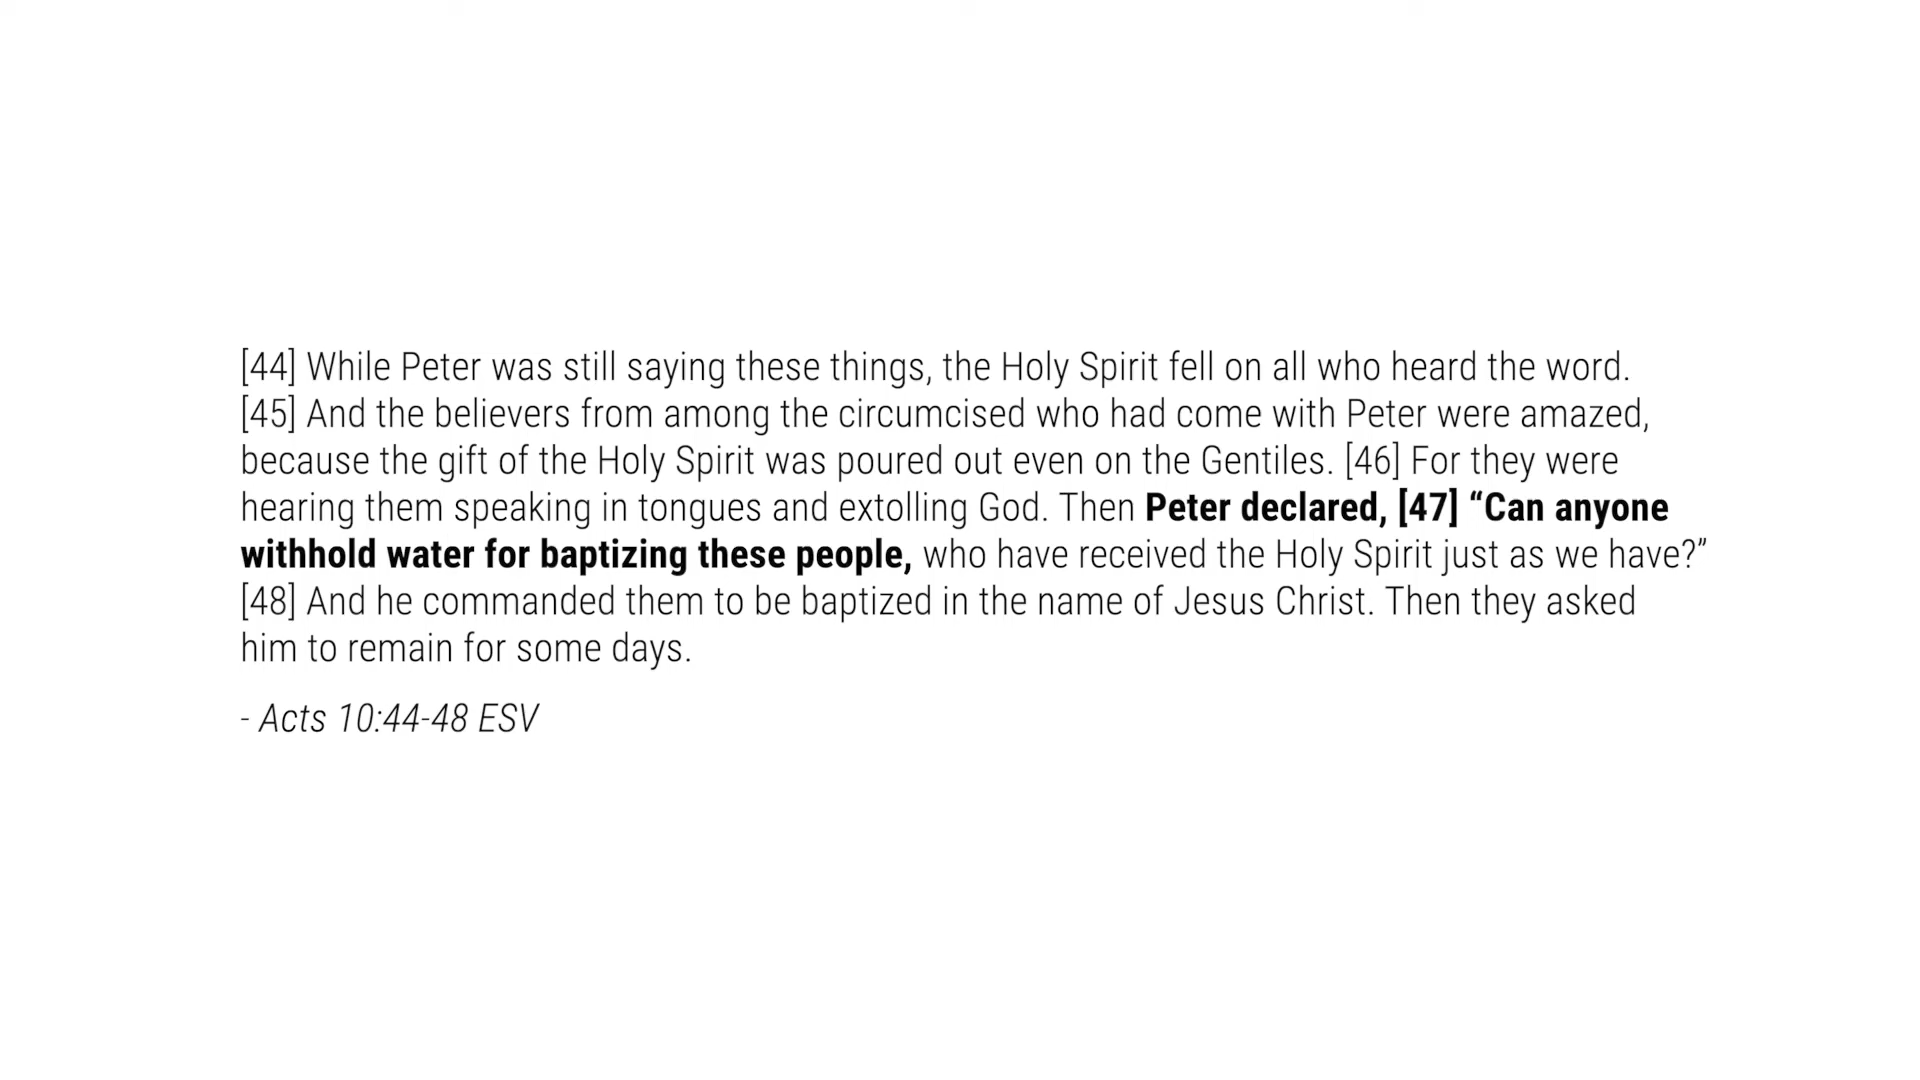 [44] While Peter was still saying these things, the Holy Spirit fell on all who heard the word.
[45] And the believers from among the circumcised who had come with Peter were amazed,
because the gift of the Holy Spirit was poured out even on the Gentiles. [46] For they were
hearing them speaking in tongues and extolling God. Then Peter declared, [47] “Can anyone
withhold water for baptizing these people, who have received the Holy Spirit just as we have?”
[48] And he commanded them to be baptized in the name of Jesus Christ. Then they asked
him to remain for some days.
- Acts 10:44-48 ESV